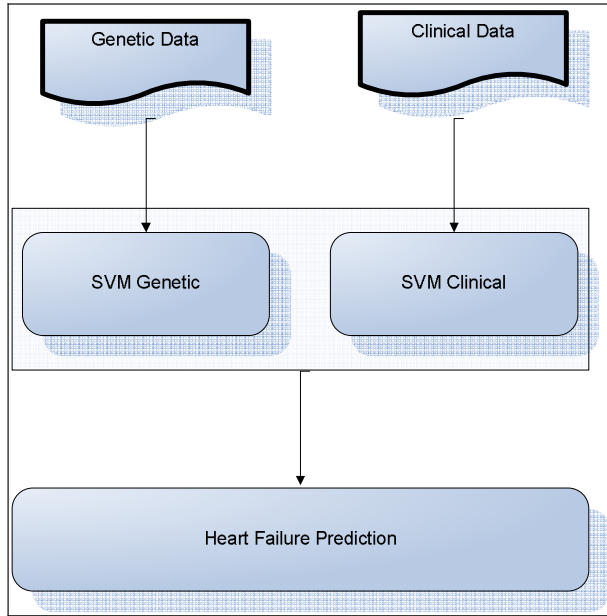 Genetic Data
Clinical Data
SVM Genetic
SVM Clinical
Heart Failure Prediction